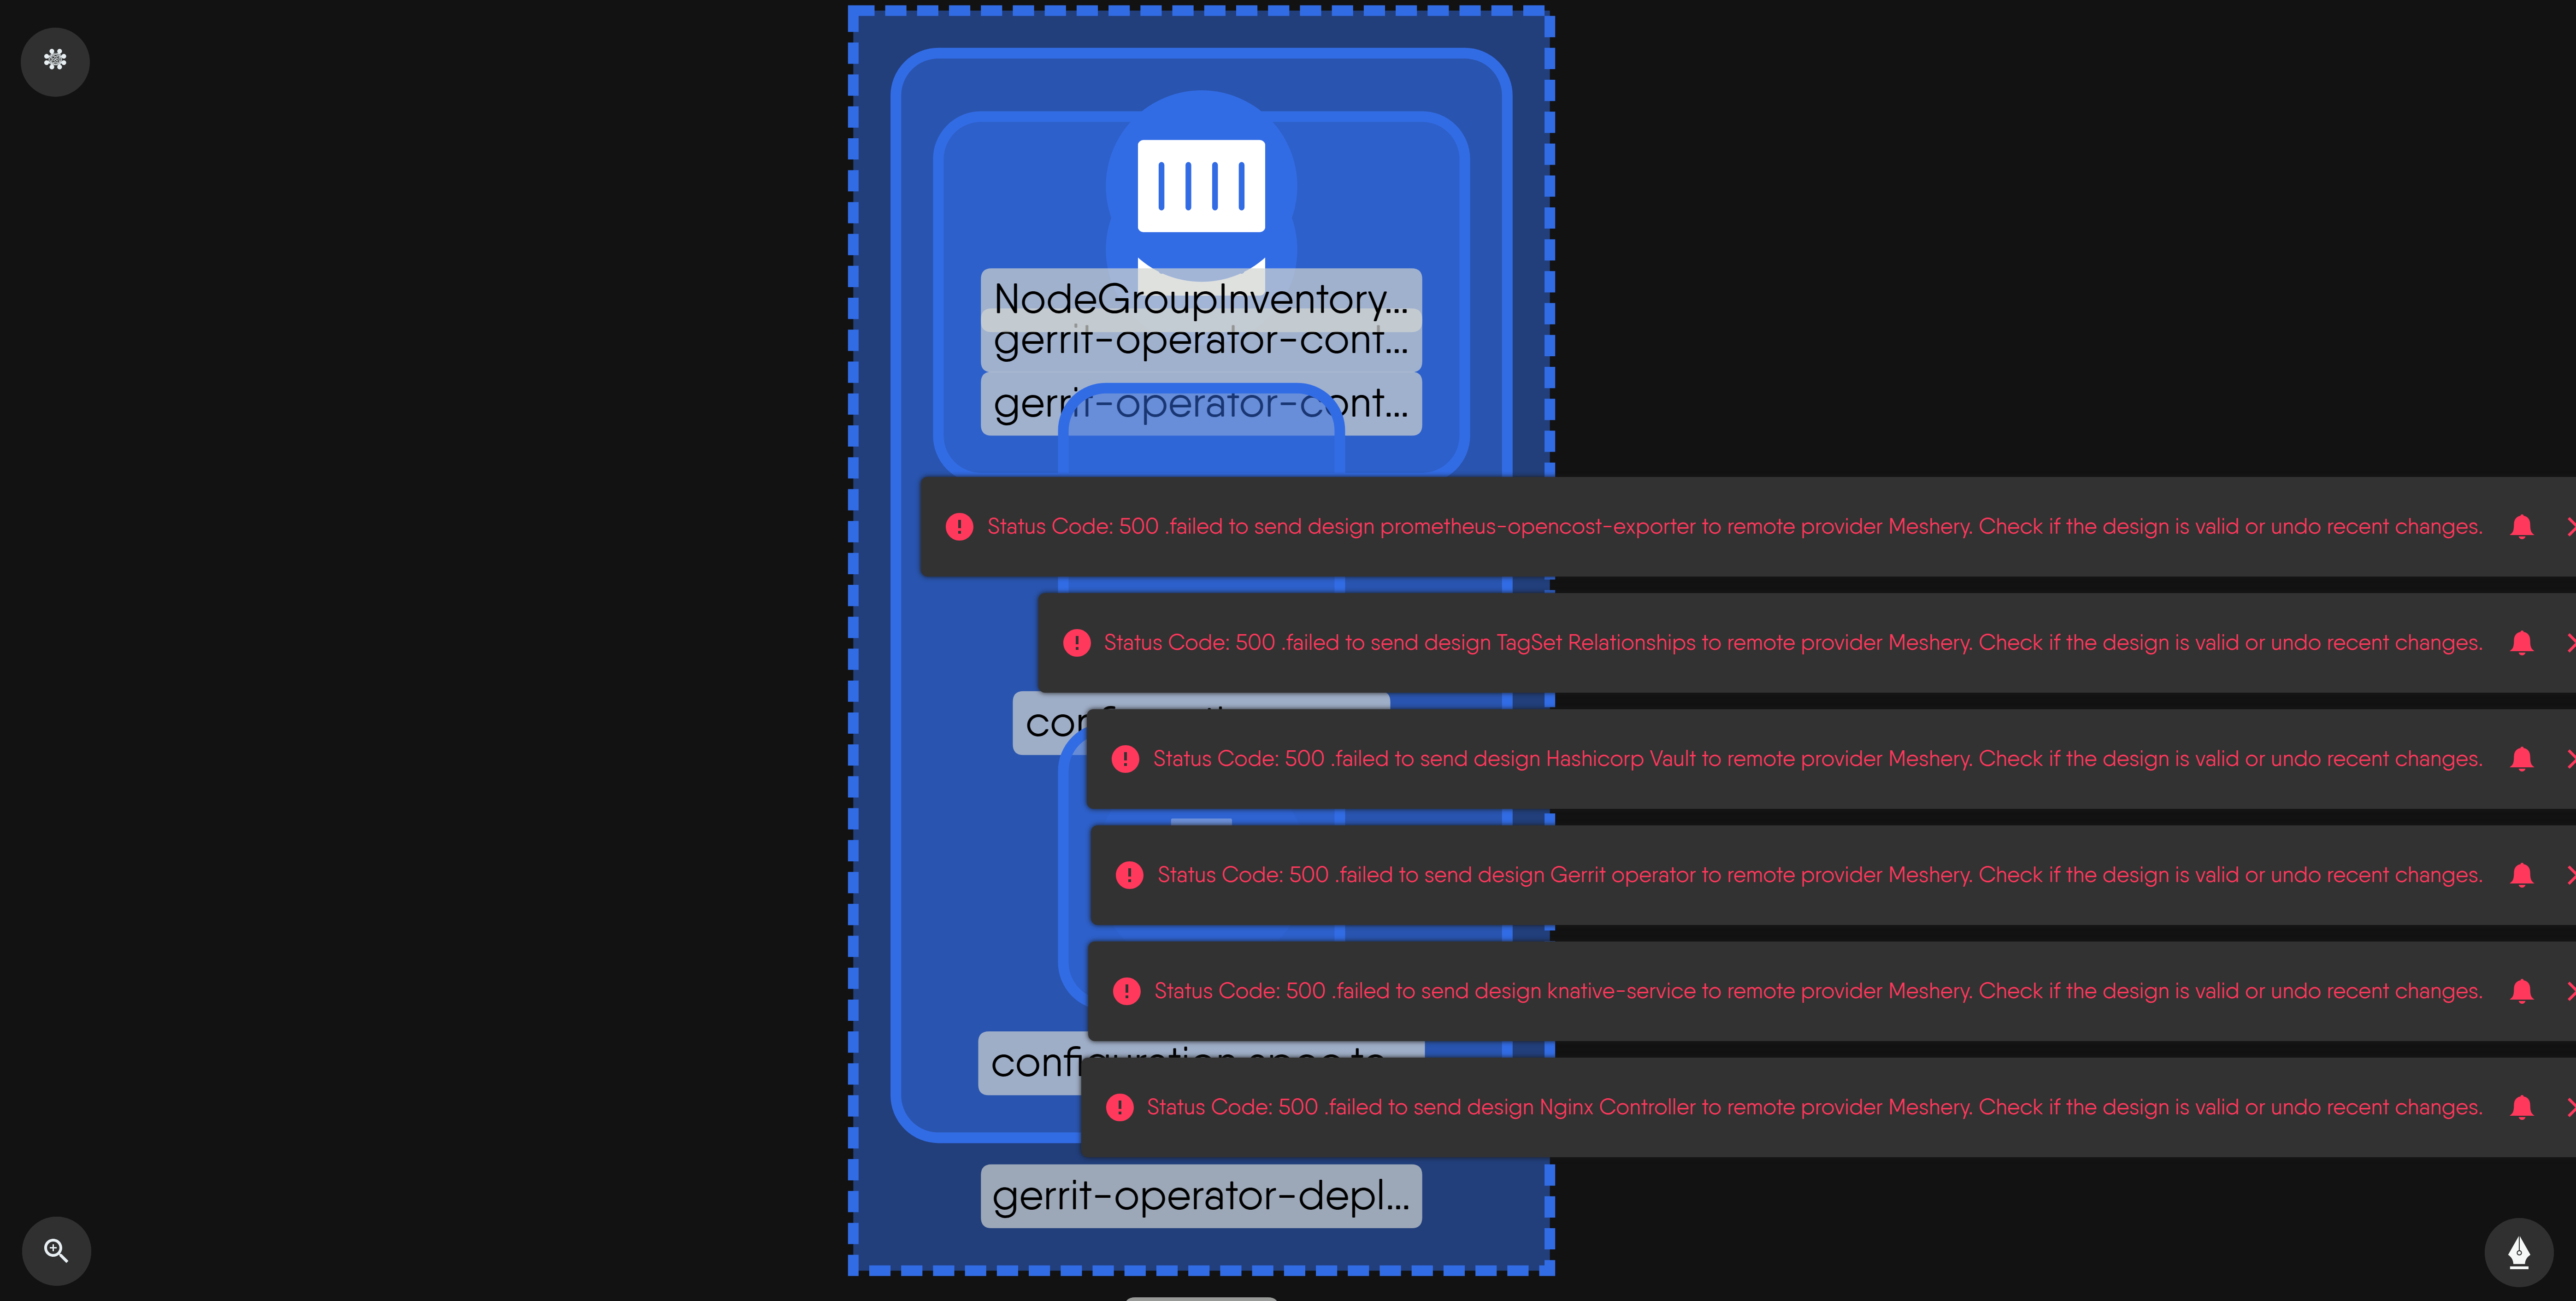 NodeGroupInventory...
gerrit-operator-cont...
gerrit-operator-cont...
Status Code: 500 .failed to send design prometheus-opencost-exporter to remote provider Meshery. Check if the design is valid or undo recent changes.
Status Code: 500 .failed to send design TagSet Relationships to remote provider Meshery. Check if the design is valid or undo recent changes.
Status Code: 500 .failed to send design Hashicorp Vault to remote provider Meshery. Check if the design is valid or undo recent changes.
Status Code: 500 .failed to send design Gerrit operator to remote provider Meshery. Check if the design is valid or undo recent changes.
Status Code: 500 .failed to send design knative-service to remote provider Meshery. Check if the design is valid or undo recent changes.
Status Code: 500 .failed to send design Nginx Controller to remote provider Meshery. Check if the design is valid or undo recent changes.
gerrit-operator-depl...